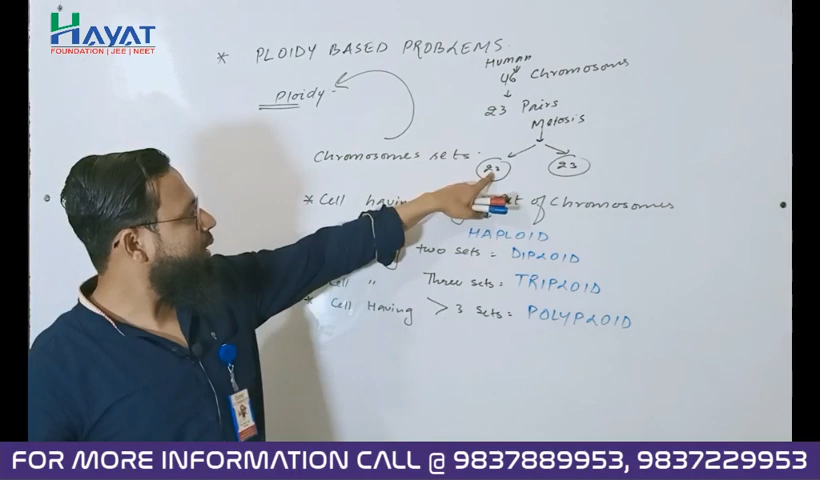 HAYAT
FOUNDATION | JEE | NEET
* PLOIDY BASED PROBLEMS.
Human
46 Chromosoms
23 Pairs
Meiosis
Ploidy
Chromosomes sets.
23 23
* Cell having of Chromosomes
HAPLOID
two sets = DIPLOID
Cell " Three sets = TRIPLOID
* Cell Having > 3 sets = POLYPLOID
FOR MORE INFORMATION CALL @ 9837889953, 9837229953